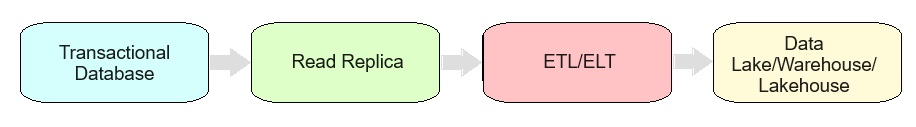 Transactional
Database
Read Replica
ETL/ELT
Data
Lake/Warehouse/
Lakehouse